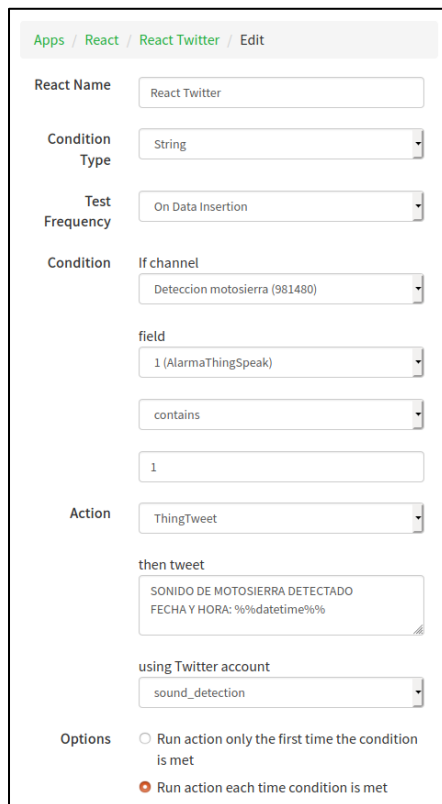 Apps / React / React Twitter / Edit
React Name
React Twitter
Condition
Type
String
Test
Frequency
On Data Insertion
Condition
If channel
Deteccion motosierra (981480)
field
1 (AlarmaThingSpeak)
contains
1
Action
ThingTweet
then tweet
SONIDO DE MOTOSIERRA DETECTADO
FECHA Y HORA: %%datetime%%
using Twitter account
sound_detection
Options
Run action only the first time the condition
is met
Run action each time condition is met